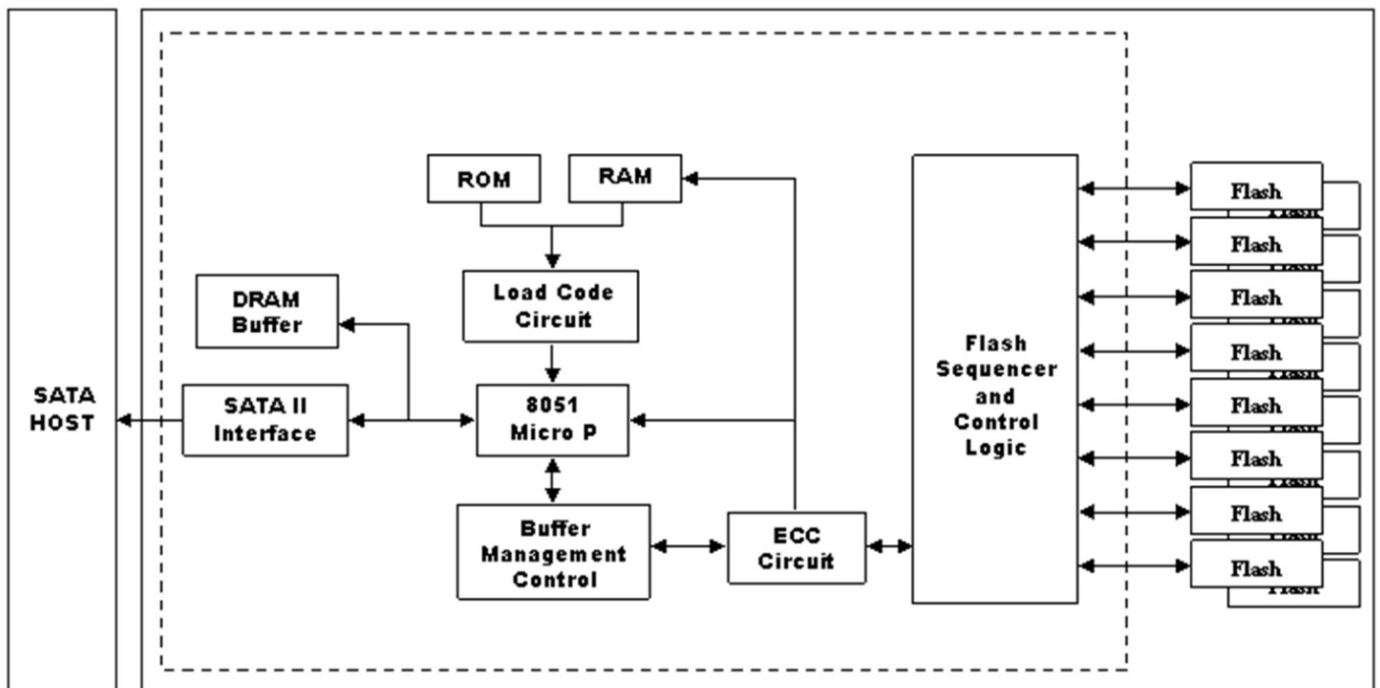 SATA
HOST
ROM
RAM
Load Code
Circuit
DRAM
Buffer
SATA II
Interface
8051
Micro P
Buffer
Management
Control
ECC
Circuit
Flash
Sequencer
and
Control
Logic
Flash
Flash
Flash
Flash
Flash
Flash
Flash
Flash